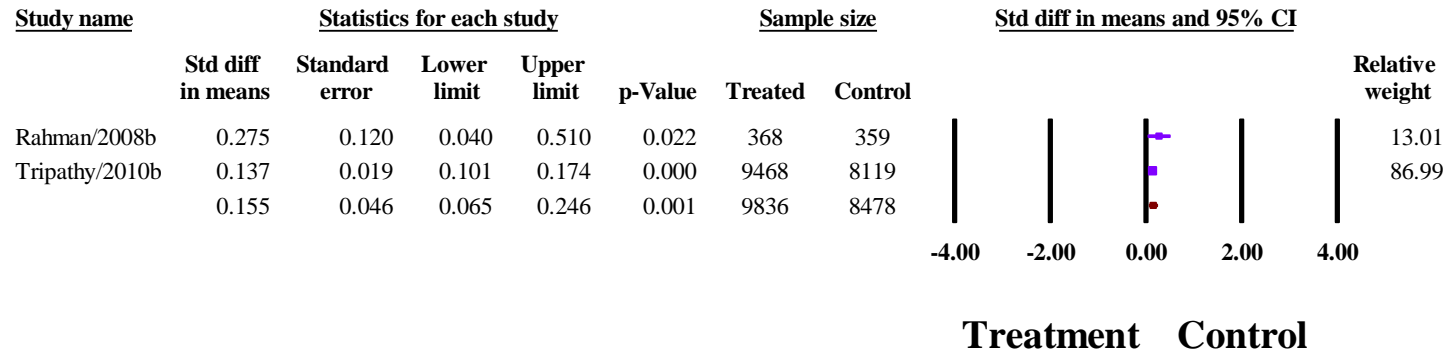 Study name Statistics for each study Sample size Std diff in means and 95% CI
Std diff Standard Lower Upper Relative
in means error limit limit p-Value Treated Control weight
Rahman/2008b 0.275 0.120 0.040 0.510 0.022 368 359 13.01
Tripathy/2010b 0.137 0.019 0.101 0.174 0.000 9468 8119 86.99
0.155 0.046 0.065 0.246 0.001 9836 8478
-4.00 -2.00 0.00 2.00 4.00
Treatment Control